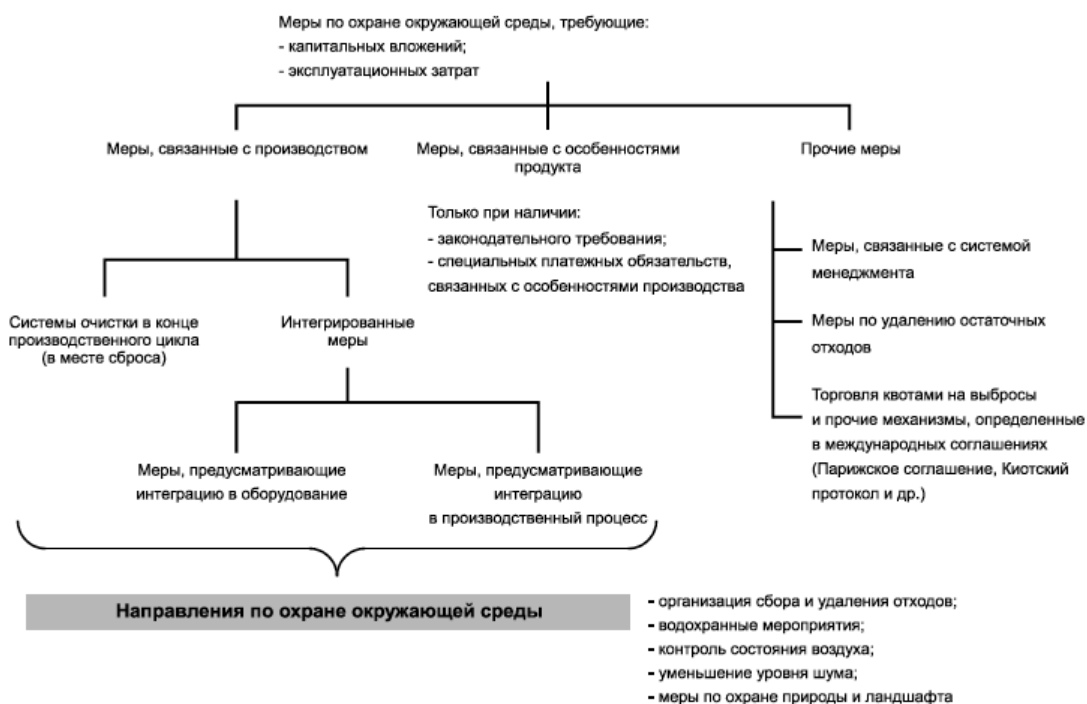 Меры по охране окружающей среды, требующие:
- капитальных вложений;
- эксплуатационных затрат
Меры, связанные с производством
Меры, связанные с особенностями
продукта
Прочие меры
Только при наличии:
- законодательного требования;
- специальных платежных обязательств,
связанных с особенностями производства
Меры, связанные с системой
менеджмента
Системы очистки в конце
производственного цикла
(в месте сброса)
Интегрированные
меры
Меры по удалению остаточных
отходов
Торговля квотами на выбросы
и прочие механизмы, определенные
в международных соглашениях
(Парижское соглашение, Киотский
протокол и др.)
Меры, предусматривающие
интеграцию в оборудование
Меры, предусматривающие
интеграцию
в производственный процесс
Направления по охране окружающей среды
- организация сбора и удаления отходов;
- водохранные мероприятия;
- контроль состояния воздуха;
- уменьшение уровня шума;
- меры по охране природы и ландшафта